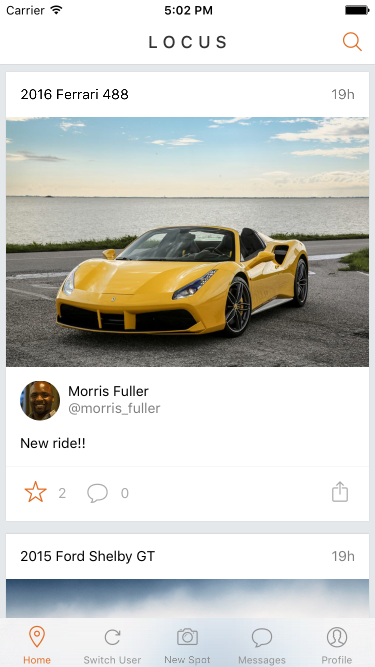 Carrier 5:02 PM
LOCUS
2016 Ferrari 488 19h
Morris Fuller
@morris_fuller
New ride!!
2 0
2015 Ford Shelby GT 19h
Home Switch User New Spot Messages Profile